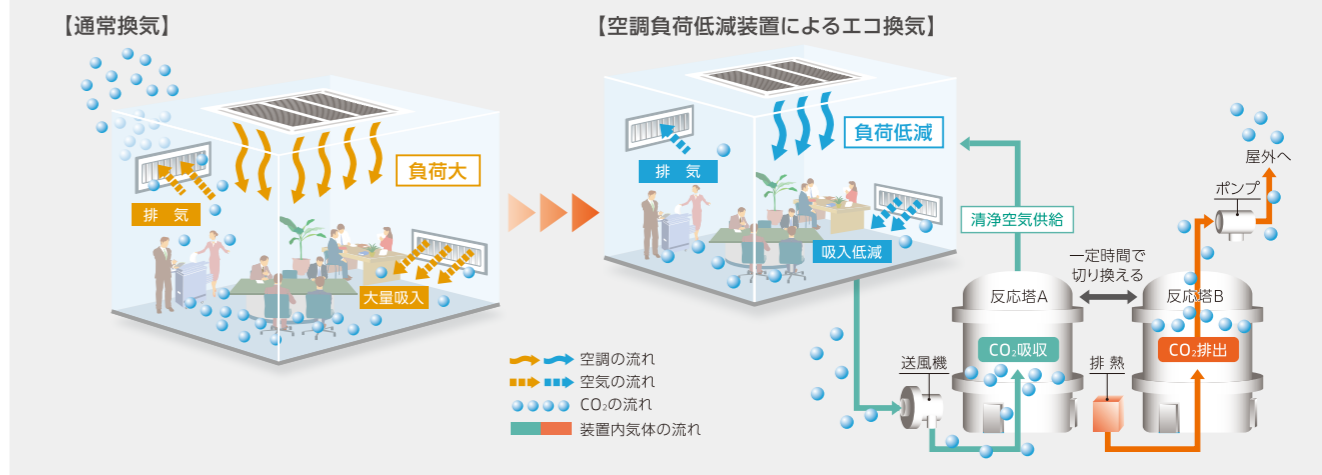 【通常換気】
負荷大
排 気
大量吸入
【空調負荷低減装置によるエコ換気】
負荷低減
排 気
吸入低減
清浄空気供給
屋外へ
ポンプ
一定時間で
切り換える
反応塔A
反応塔B
CO₂吸収
CO₂排出
送風機
排 熱
空調の流れ
空気の流れ
CO₂の流れ
装置内気体の流れ